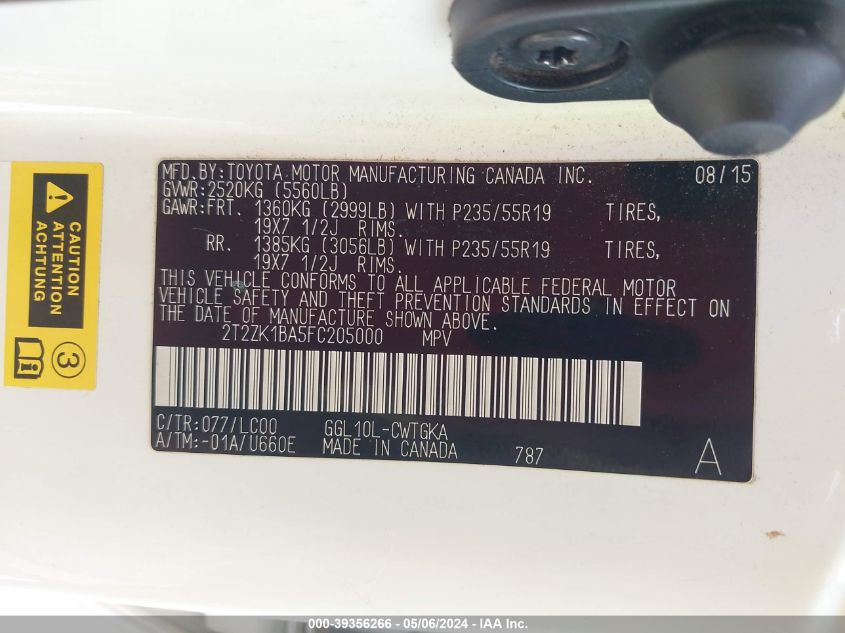 MFD.BY:TOYOTA MOTOR MANUFACTURING CANADA INC. 08/15
GVWR:2520KG (5560LB)
GAWR:FRT. 1360KG (2999LB) WITH P235/55R19 TIRES,
19X7 1/2J RIMS.
RR. 1385KG (3056LB) WITH P235/55R19 TIRES,
19X7 1/2J RIMS.
THIS VEHICLE CONFORMS TO ALL APPLICABLE FEDERAL MOTOR
VEHICLE SAFETY AND THEFT PREVENTION STANDARDS IN EFFECT ON
THE DATE OF MANUFACTURE SHOWN ABOVE.
2T2ZK1BA5FC205000 MPV
C/TR:077/LC00 GGL10L-CWTGKA
A/TM:-01A/U660E MADE IN CANADA 787 A
CAUTION
ATTENTION
ACHTUNG
3
000-39356266 - 05/06/2024 - IAA Inc.